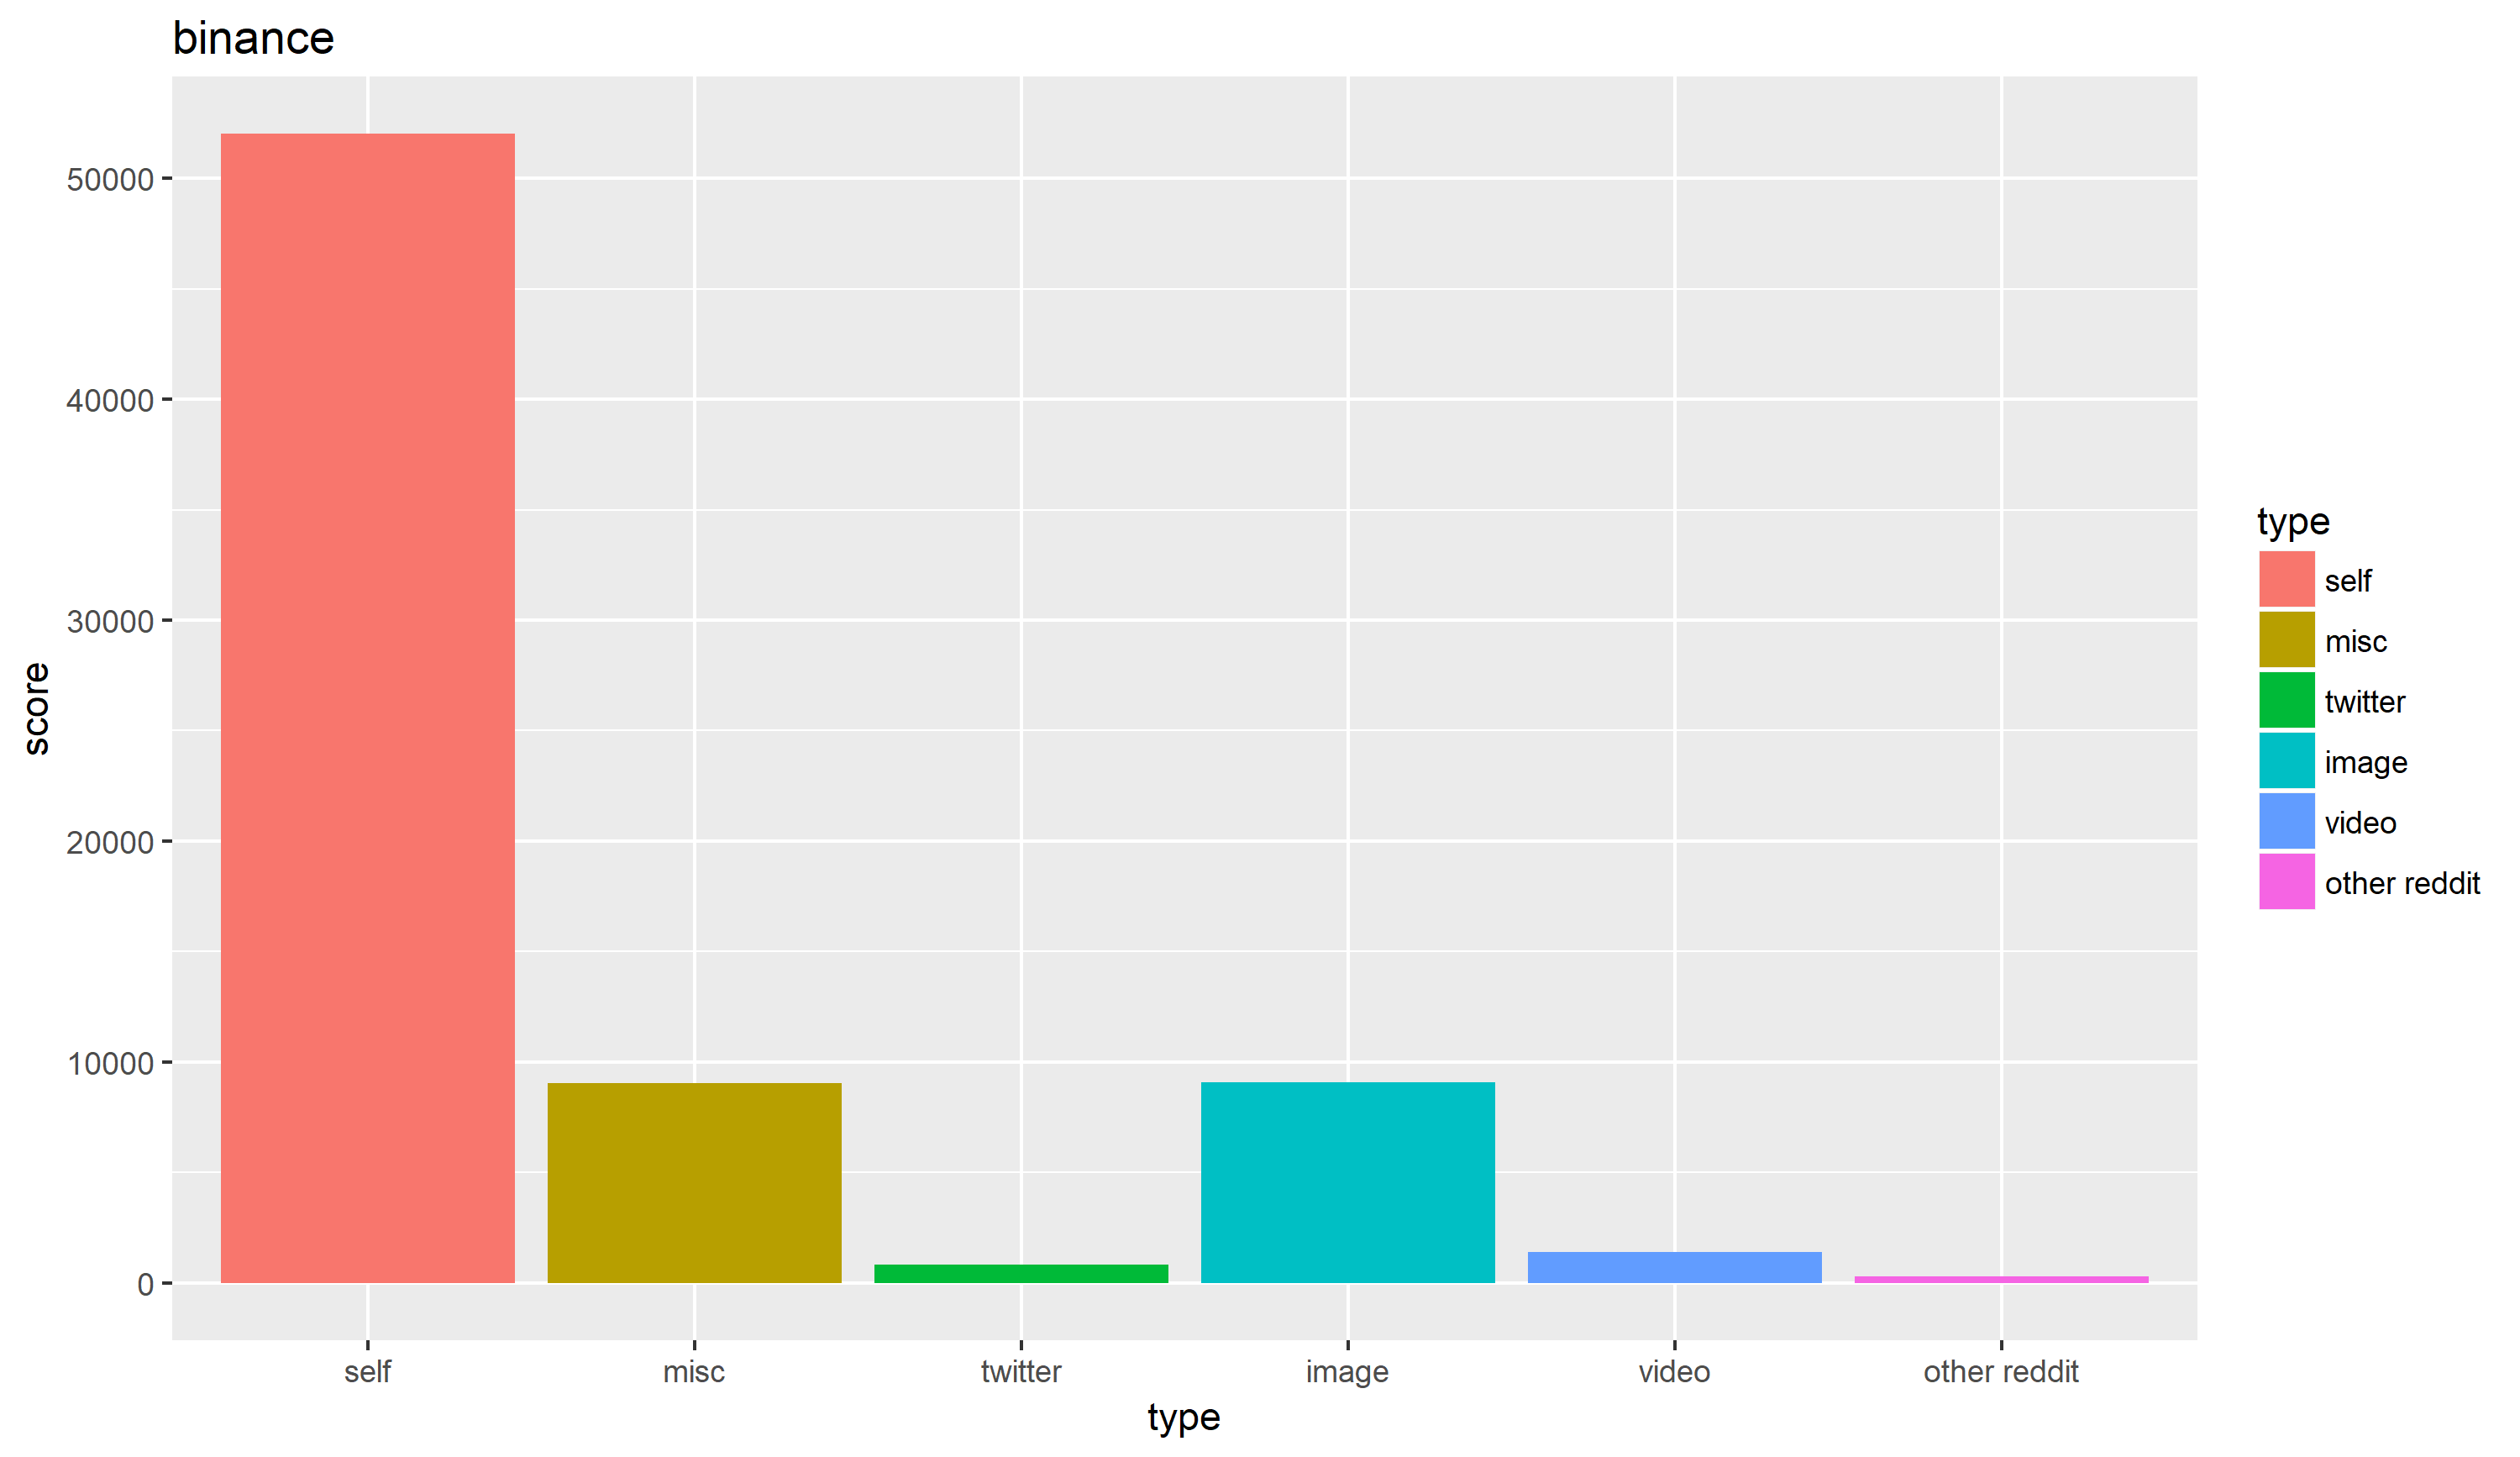 binance
score
50000
40000
30000
20000
10000
0
self misc twitter image video other reddit
type
type
self
misc
twitter
image
video
other reddit